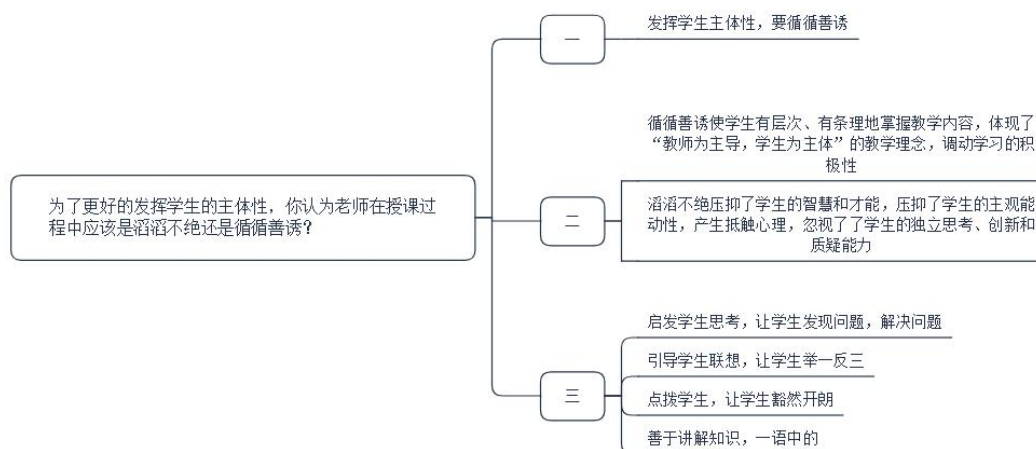 为了更好的发挥学生的主体性，你认为老师在授课过
程中应该是滔滔不绝还是循循善诱？
一
发挥学生主体性，要循循善诱
二
循循善诱使学生有层次、有条理地掌握教学内容，体现了
“教师为主导，学生为主体”的教学理念，调动学习的积
极性
滔滔不绝压抑了学生的智慧和才能，压抑了学生的主观能
动性，产生抵触心理，忽视了了学生的独立思考、创新和
质疑能力
三
启发学生思考，让学生发现问题，解决问题
引导学生联想，让学生举一反三
点拨学生，让学生豁然开朗
善于讲解知识，一语中的